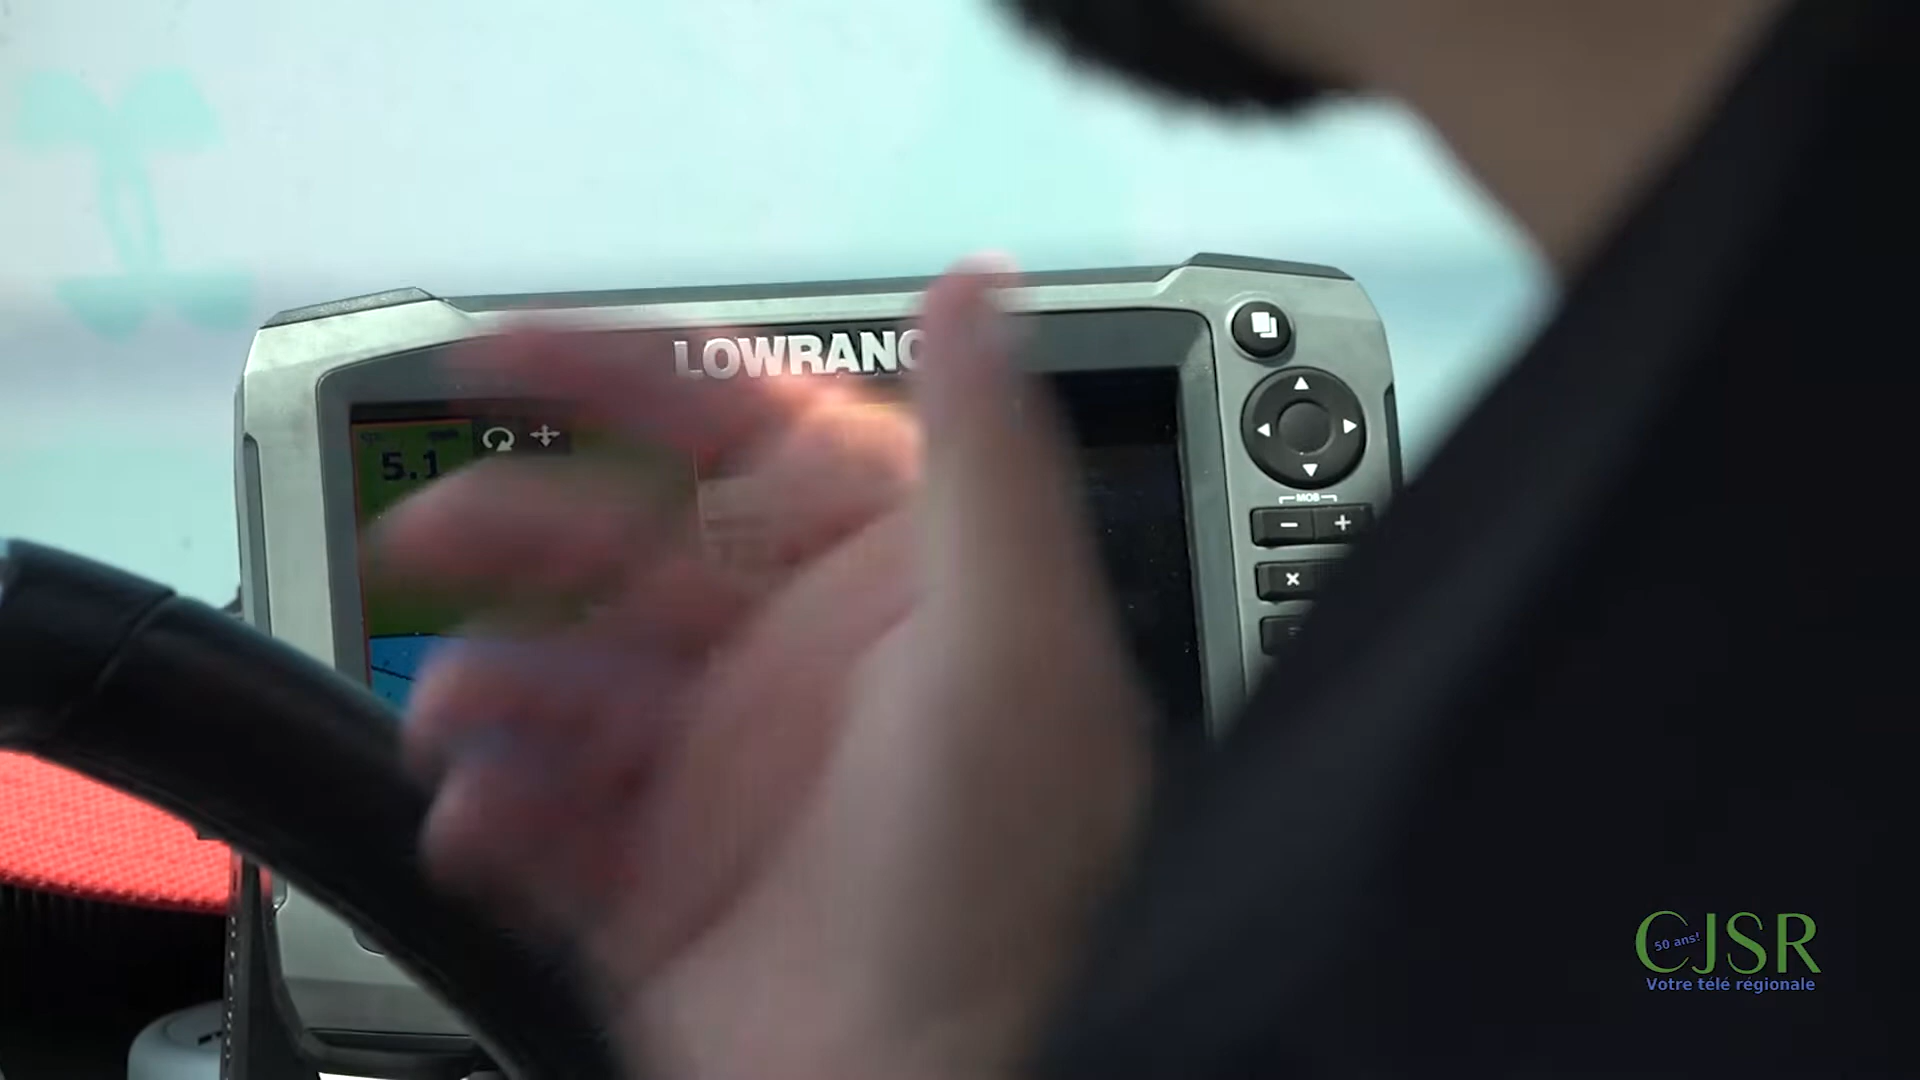 LOWRANC
5.1
MOB
CJSR
50 ans!
Votre télé régionale